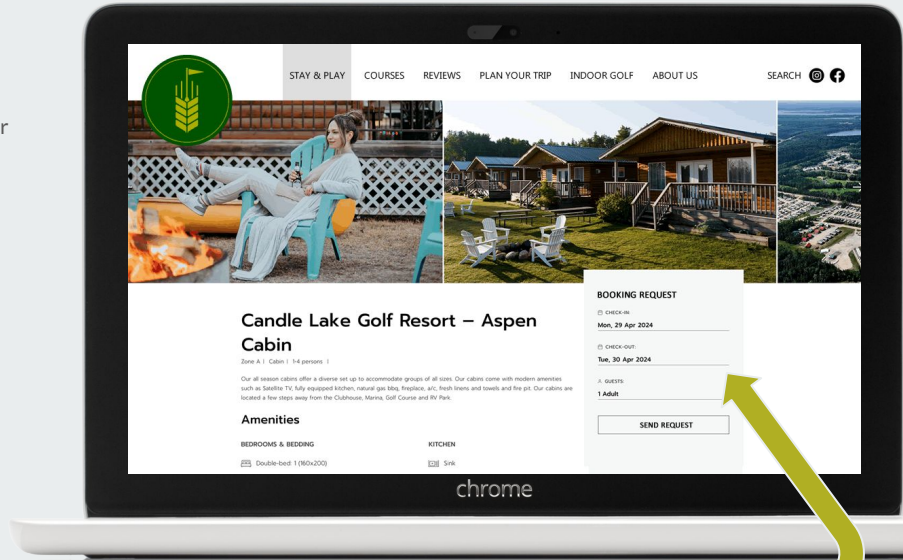 r
STAY & PLAY COURSES REVIEWS PLAN YOUR TRIP INDOOR GOLF ABOUT US SEARCH
Candle Lake Golf Resort – Aspen
Cabin
Zone A | Cabin | 1-4 persons |
Our all season cabins offer a diverse set up to accommodate groups of all sizes. Our cabins come with modern amenities
such as Satellite TV, fully equipped kitchen, natural gas bbq, fireplace, a/c, fresh linens and towels and fire pit. Our cabins are
located a few steps away from the Clubhouse, Marina, Golf Course and RV Park.
Amenities
BEDROOMS & BEDDING
Double-bed: 1 (160x200)
KITCHEN
Sink
BOOKING REQUEST
CHECK-IN:
Mon, 29 Apr 2024
CHECK-OUT:
Tue, 30 Apr 2024
GUESTS:
1 Adult
SEND REQUEST
chrome